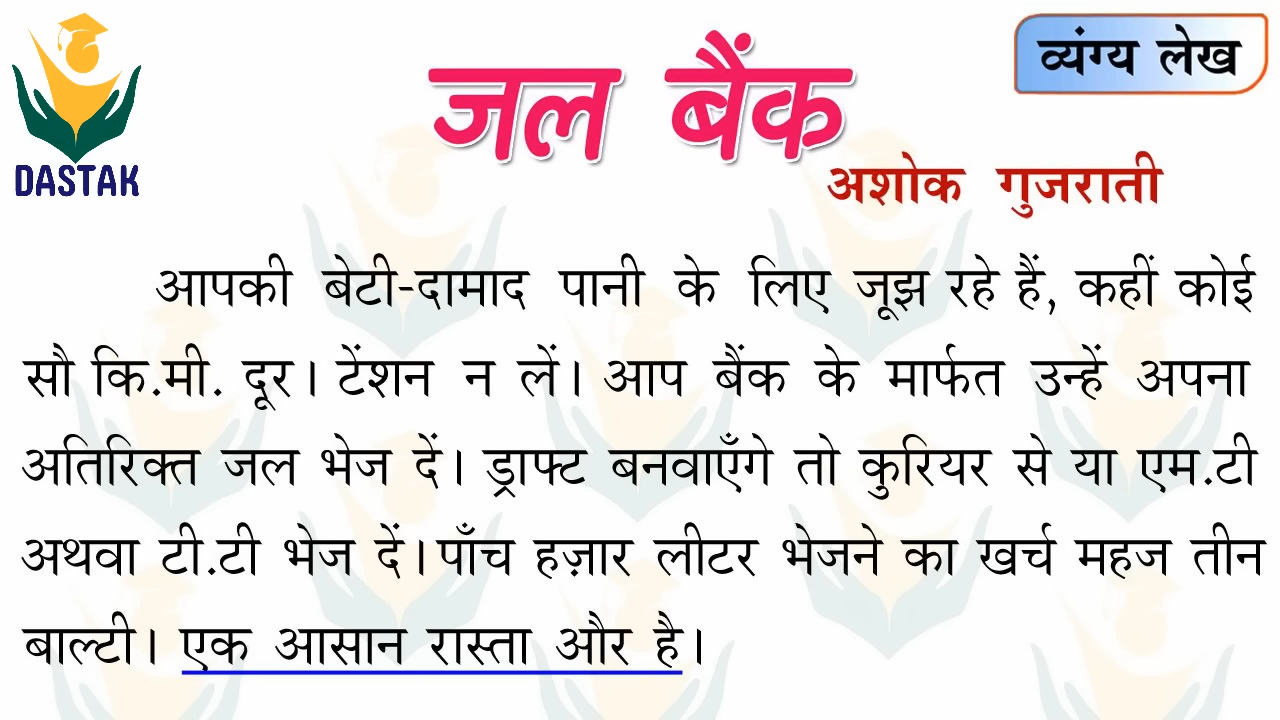 DASTAK
जल बैंक
व्यंग्य लेख
अशोक गुजराती
आपकी बेटी-दामाद पानी के लिए जूझ रहे हैं, कहीं कोई
सौ कि.मी. दूर। टेंशन न लें। आप बैंक के मार्फत उन्हें अपना
अतिरिक्त जल भेज दें। ड्राफ्ट बनवाएँगे तो कुरियर से या एम.टी
अथवा टी.टी भेज दें। पाँच हज़ार लीटर भेजने का खर्च महज तीन
बाल्टी। एक आसान रास्ता और है।